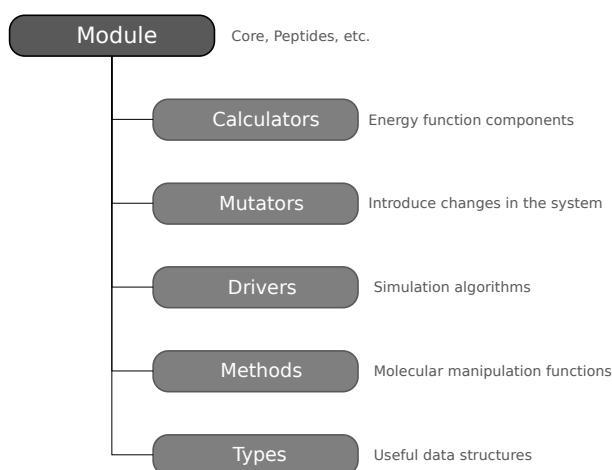 Module Core, Peptides, etc.
Calculators Energy function components
Mutators Introduce changes in the system
Drivers Simulation algorithms
Methods Molecular manipulation functions
Types Useful data structures